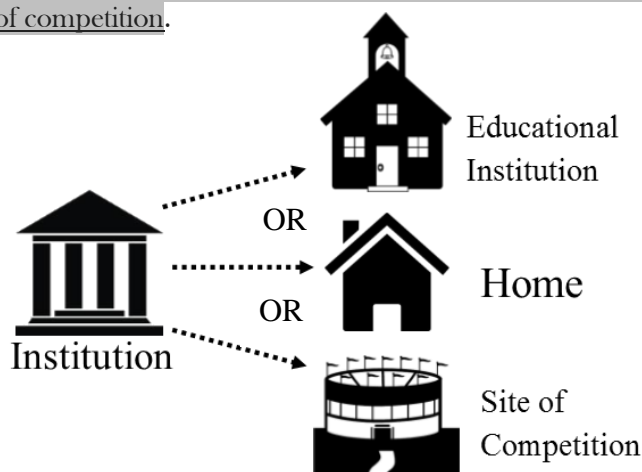 of competition.
Educational
Institution
OR
Home
OR
Institution
Site of
Competition